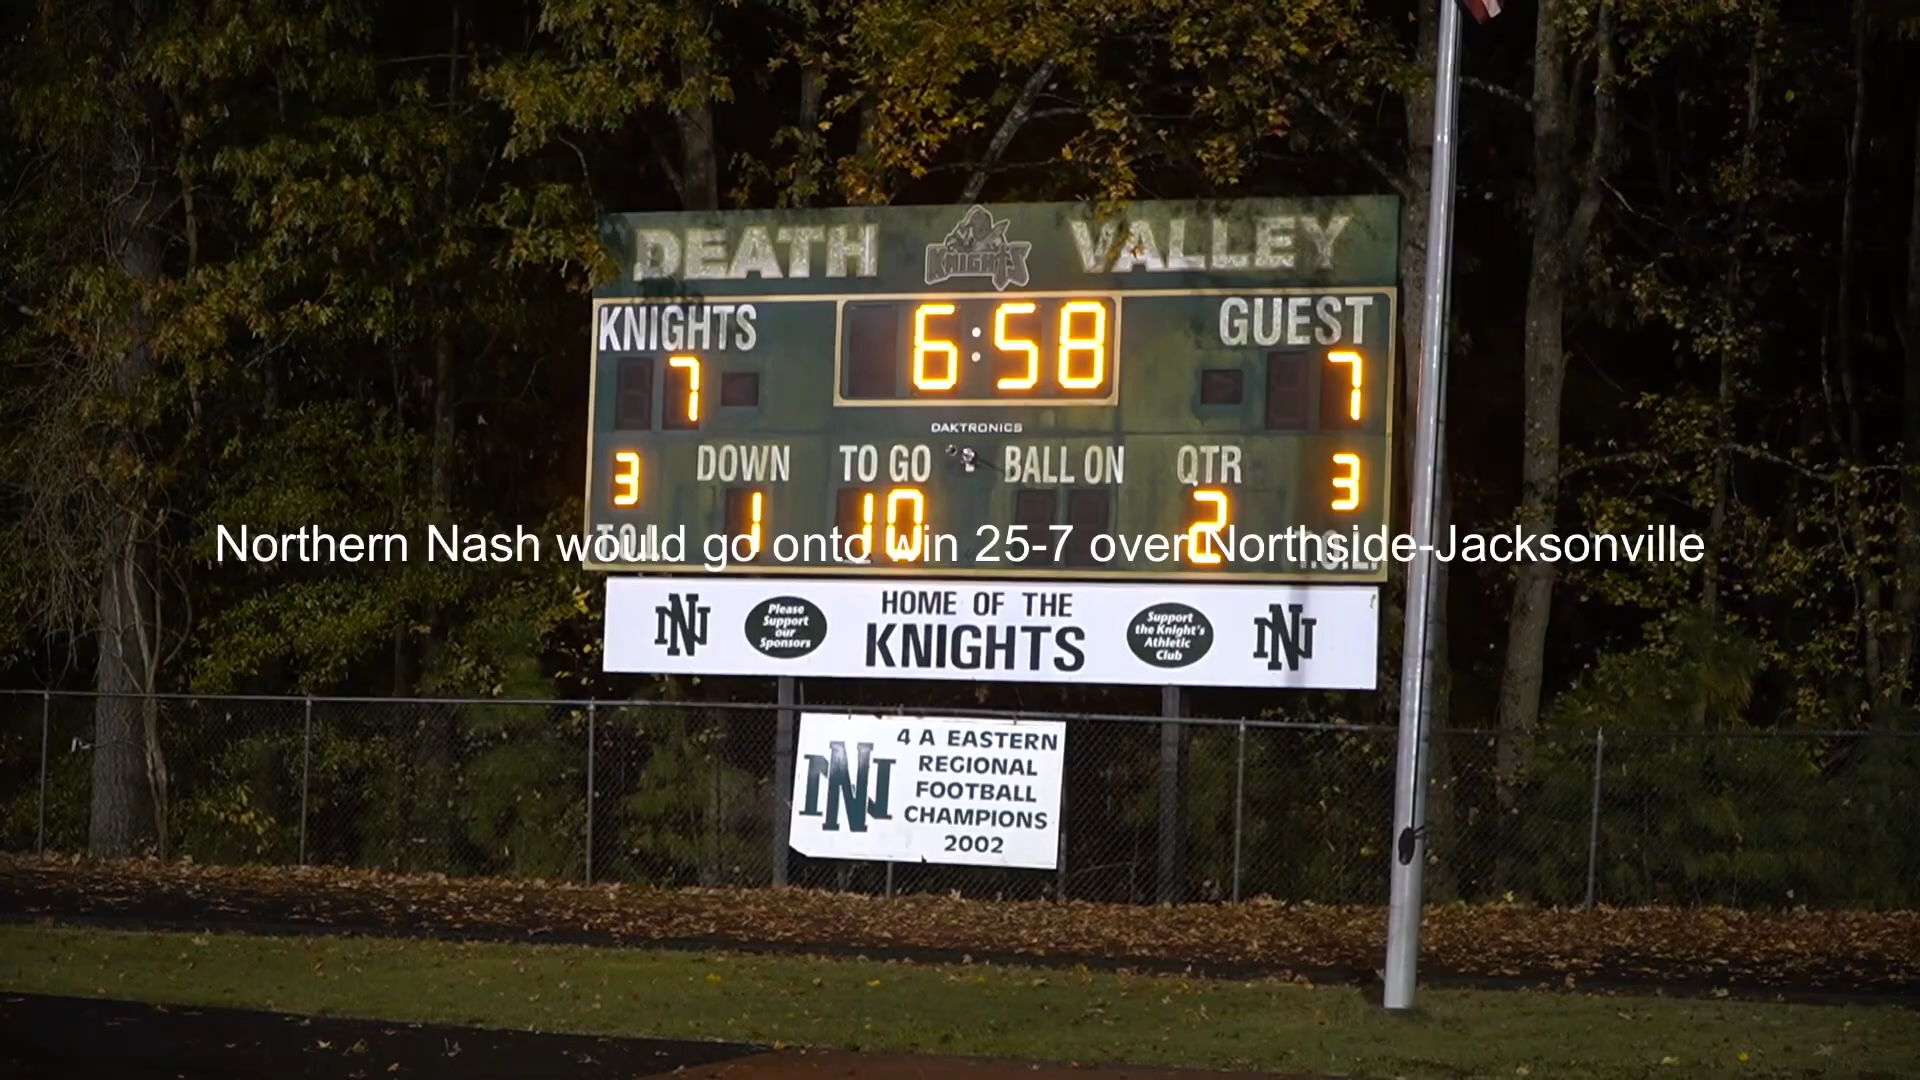 DEATH KNIGHTS VALLEY
KNIGHTS 6:58 GUEST
7 7
DAKTRONICS
3 DOWN TO GO BALL ON QTR 3
1 10 2
T.O.L. T.O.L.
Northern Nash would go onto win 25-7 over Northside-Jacksonville
NN Please Support our Sponsors HOME OF THE KNIGHTS Support the Knight's Athletic Club NN
NN
4 A EASTERN
REGIONAL
FOOTBALL
CHAMPIONS
2002